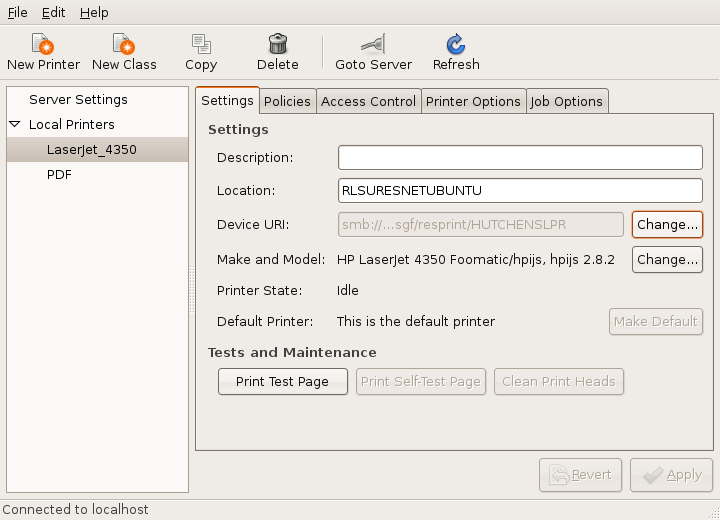 File Edit Help
New Printer New Class Copy Delete Goto Server Refresh
Server Settings
Local Printers
LaserJet_4350
PDF
Settings Policies Access Control Printer Options Job Options
Settings
Description:
Location: RLSURESNETUBUNTU
Device URI: smb://...sgf/resprint/HUTCHENSLPR Change...
Make and Model: HP LaserJet 4350 Foomatic/hpijs, hpijs 2.8.2 Change...
Printer State: Idle
Default Printer: This is the default printer Make Default
Tests and Maintenance
Print Test Page Print Self-Test Page Clean Print Heads
Revert Apply
Connected to localhost